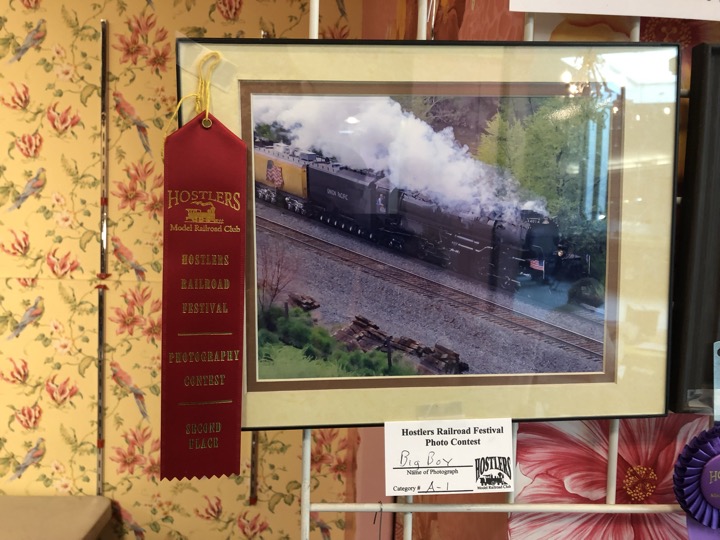 HOSTLERS
Model Railroad Club
HOSTLERS
RAILROAD
FESTIVAL
PHOTOGRAPHY
CONTEST
SECOND
PLACE
UNION PACIFIC
Hostlers Railroad Festival
Photo Contest
Big Boy
Name of Photograph
Category # A-1
HOSTLERS
Model Railroad Club